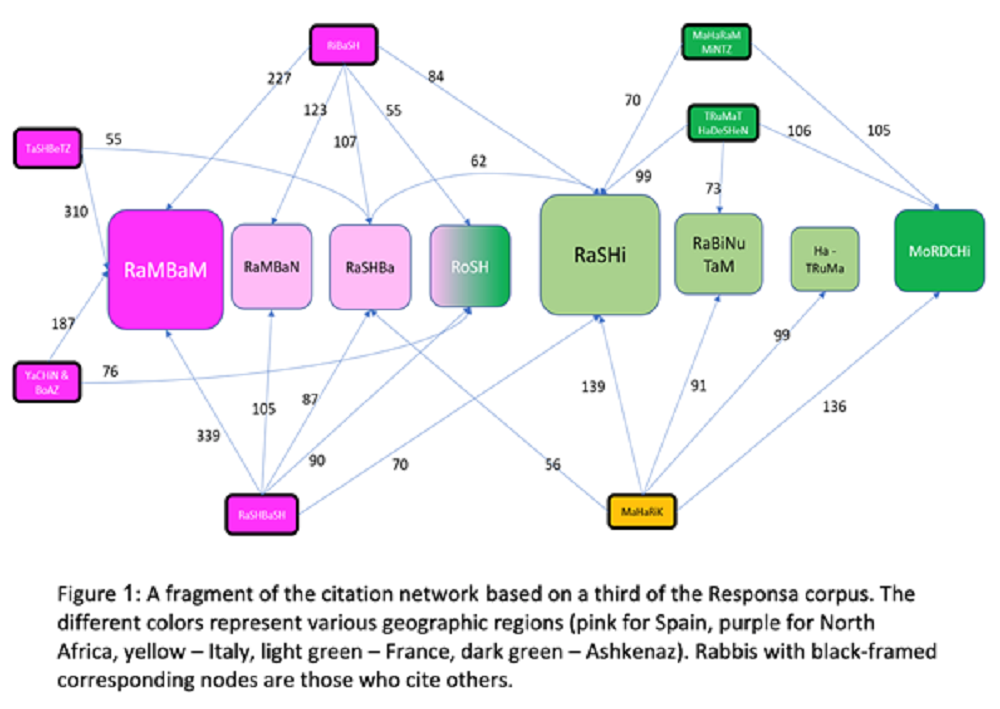 RiBaSH
MaHaRaM
MiNTZ
227
84
70
123
55
TRuMaT
HaDeSHeN
106
105
TaSHBeTZ
55
107
62
99
73
310
RaMBaM
RaMBaN
RaSHBa
RoSH
RaSHi
RaBiNu
TaM
Ha -
TRuMa
MoRDCHi
187
YaCHiN &
BoAZ
76
99
139
91
87
105
136
339
90
70
56
RaSHBaSH
MaHaRiK
Figure 1: A fragment of the citation network based on a third of the Responsa corpus. The
different colors represent various geographic regions (pink for Spain, purple for North
Africa, yellow – Italy, light green – France, dark green – Ashkenaz). Rabbis with black-framed
corresponding nodes are those who cite others.